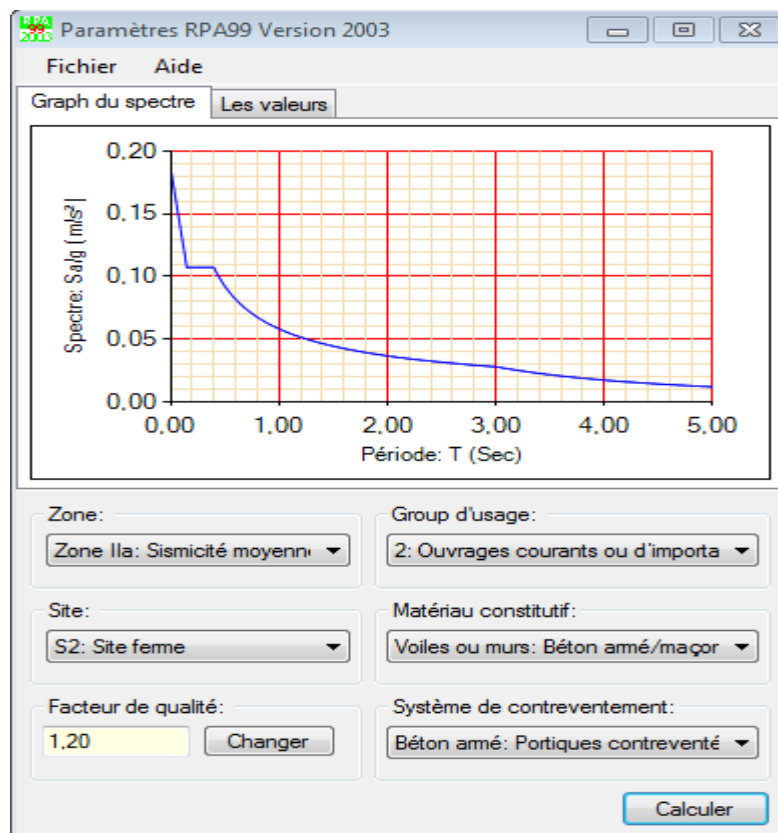 RPA 99 2003 Paramètres RPA99 Version 2003
Fichier Aide
Graph du spectre Les valeurs
Spectre: Sa/g [m/s²]
0,20
0,15
0,10
0,05
0,00
0,00 1,00 2,00 3,00 4,00 5,00
Période: T (Sec)
Zone: Group d'usage:
Zone IIa: Sismicité moyenn 2: Ouvrages courants ou d'importa
Site: Matériau constitutif:
S2: Site ferme Voiles ou murs: Béton armé/maçor
Facteur de qualité: Système de contreventement:
1,20 Changer Béton armé: Portiques contreventé
Calculer